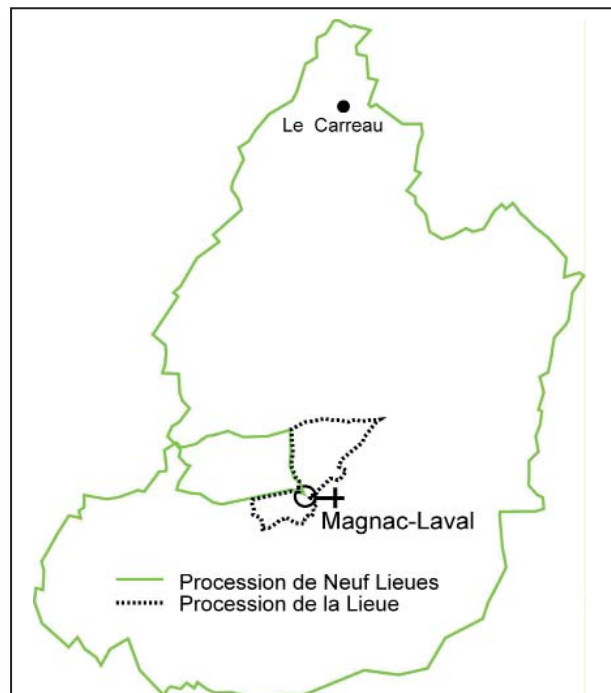 Le Carreau
Magnac-Laval
Procession de Neuf Lieues
Procession de la Lieue